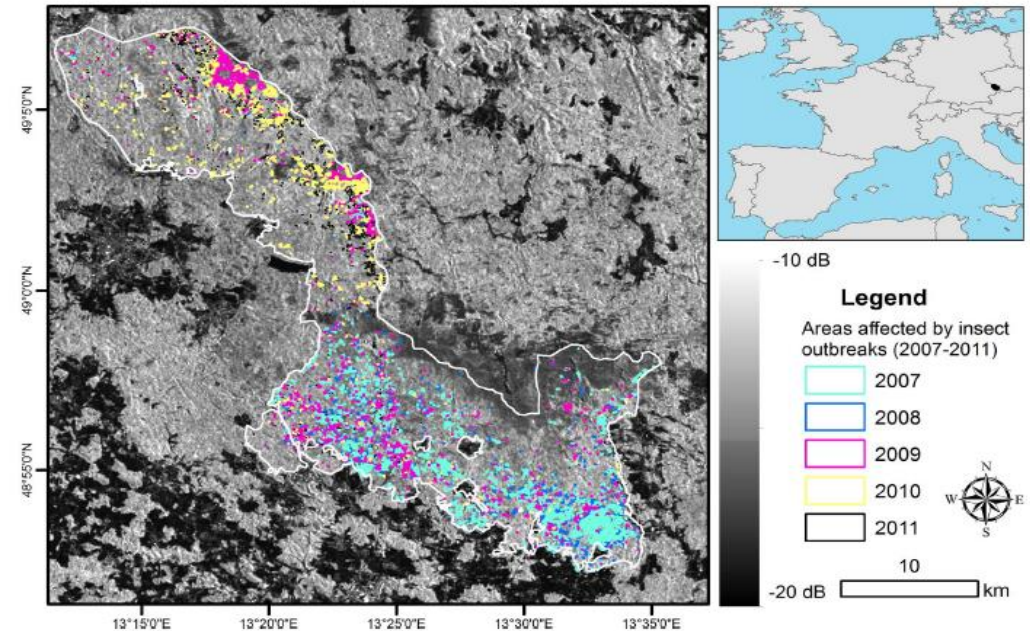 49°5'0"N
49°0'0"N
48°55'0"N
13°15'0"E
13°20'0"E
13°25'0"E
13°30'0"E
13°35'0"E
-10 dB
-20 dB
Legend
Areas affected by insect
outbreaks (2007-2011)
2007
2008
2009
2010
2011
N
W
E
S
10
km